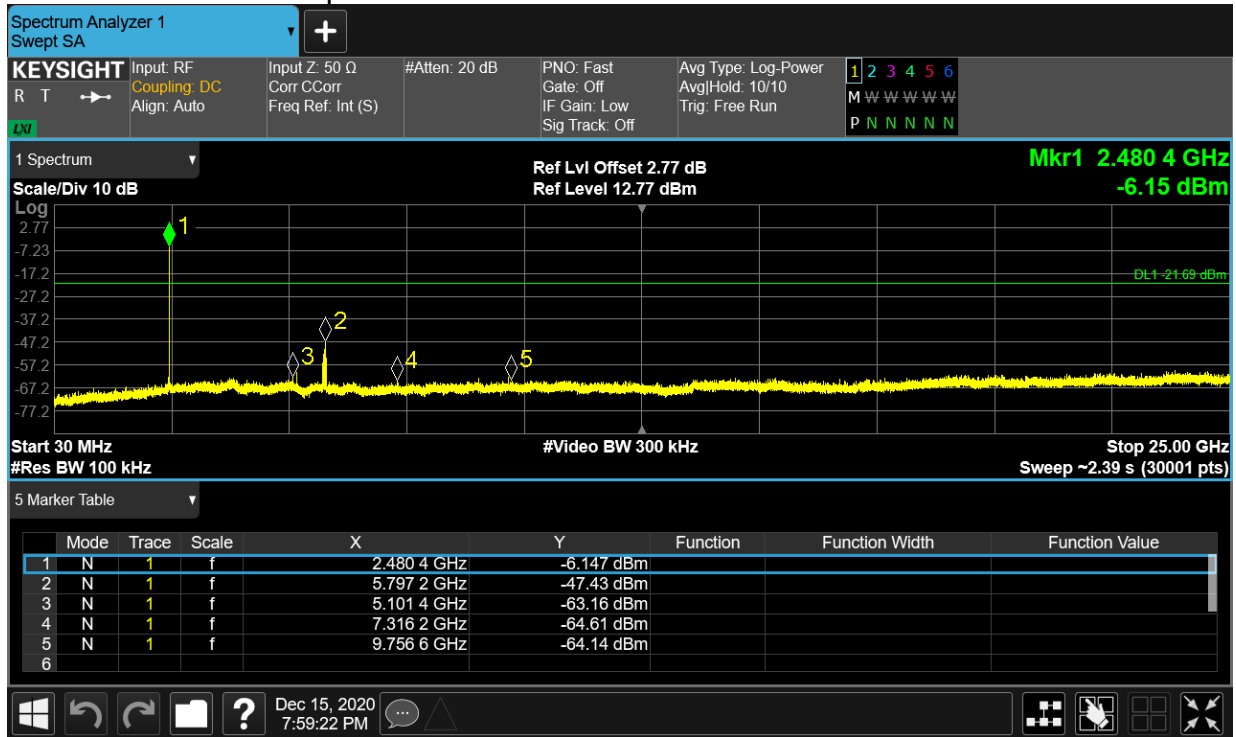 Spectrum Analyzer 1
Swept SA
+
KEYSIGHT
R T
LXI
Input: RF
Coupling: DC
Align: Auto
Input Z: 50 Ω
Corr CCorr
Freq Ref: Int (S)
#Atten: 20 dB
PNO: Fast
Gate: Off
IF Gain: Low
Sig Track: Off
Avg Type: Log-Power
Avg|Hold: 10/10
Trig: Free Run
1 2 3 4 5 6
M W W W W W
P N N N N N
1 Spectrum
Scale/Div 10 dB
Ref Lvl Offset 2.77 dB
Ref Level 12.77 dBm
Mkr1 2.480 4 GHz
-6.15 dBm
Log
2.77
-7.23
-17.2
-27.2
-37.2
-47.2
-57.2
-67.2
-77.2
1
DL1 -21.69 dBm
2
3
4
5
Start 30 MHz
#Video BW 300 kHz
Stop 25.00 GHz
#Res BW 100 kHz
Sweep ~2.39 s (30001 pts)
5 Marker Table
Mode Trace Scale X Y Function Function Width Function Value
1 N 1 f 2.480 4 GHz -6.147 dBm
2 N 1 f 5.797 2 GHz -47.43 dBm
3 N 1 f 5.101 4 GHz -63.16 dBm
4 N 1 f 7.316 2 GHz -64.61 dBm
5 N 1 f 9.756 6 GHz -64.14 dBm
6
?
Dec 15, 2020
7:59:22 PM